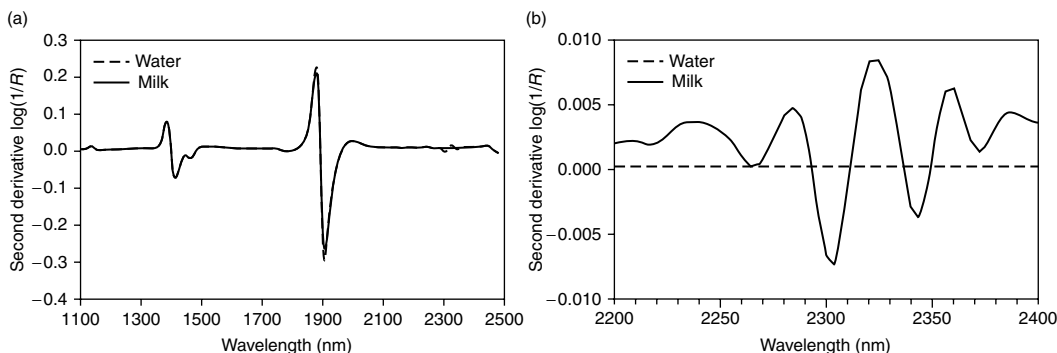 (a)
0.3
0.2
0.1
0.0
−0.1
−0.2
−0.3
−0.4
Second derivative log(1/R)
Water
Milk
1100 1300 1500 1700 1900 2100 2300 2500
Wavelength (nm)
(b)
0.010
0.005
0.000
−0.005
−0.010
Second derivative log(1/R)
Water
Milk
2200 2250 2300 2350 2400
Wavelength (nm)